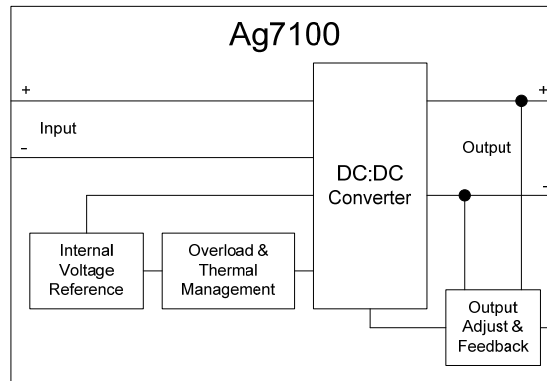 Ag7100
+
+
Input
-
Output
-
DC:DC
Converter
Internal
Voltage
Reference
Overload &
Thermal
Management
Output
Adjust &
Feedback